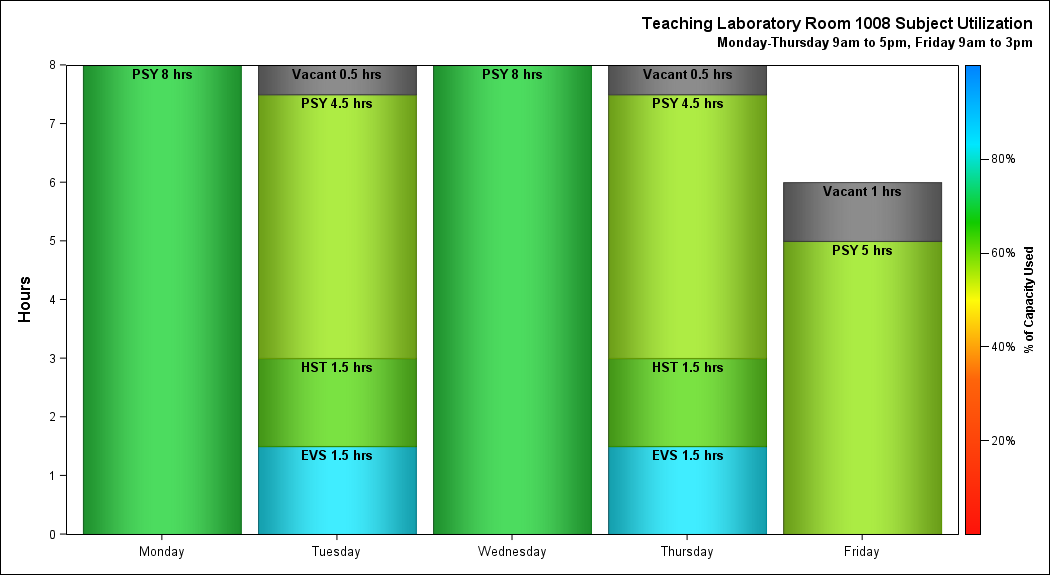 Teaching Laboratory Room 1008 Subject Utilization
Monday-Thursday 9am to 5pm, Friday 9am to 3pm
Hours
8
7
6
5
4
3
2
1
0
PSY 8 hrs
Vacant 0.5 hrs
PSY 4.5 hrs
HST 1.5 hrs
EVS 1.5 hrs
PSY 8 hrs
Vacant 0.5 hrs
PSY 4.5 hrs
HST 1.5 hrs
EVS 1.5 hrs
Vacant 1 hrs
PSY 5 hrs
Monday
Tuesday
Wednesday
Thursday
Friday
80%
60%
40%
20%
% of Capacity Used